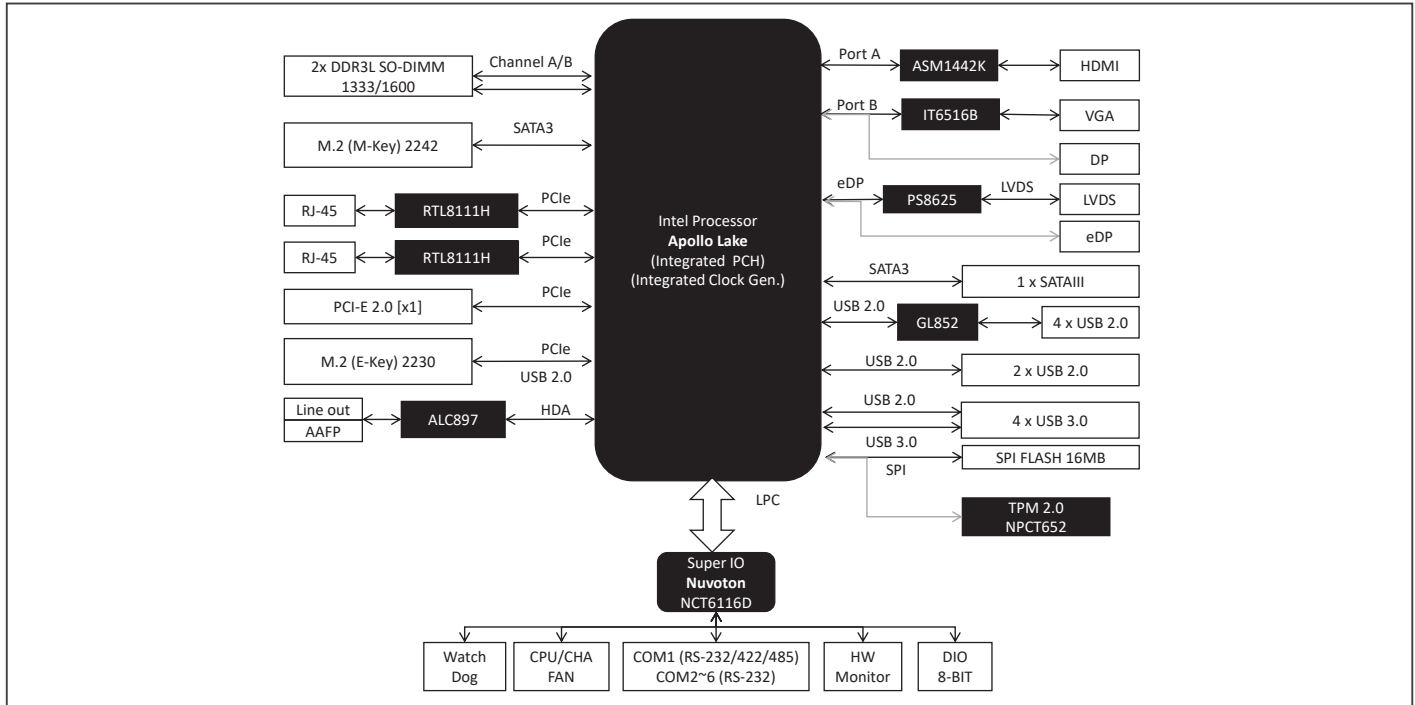 2x DDR3L SO-DIMM
1333/1600
Channel A/B
M.2 (M-Key) 2242
SATA3
RJ-45
RTL8111H
PCIe
RJ-45
RTL8111H
PCIe
PCI-E 2.0 [x1]
PCIe
M.2 (E-Key) 2230
PCIe
USB 2.0
Line out
AAFP
ALC897
HDA
Intel Processor
Apollo Lake
(Integrated PCH)
(Integrated Clock Gen.)
Port A
ASM1442K
HDMI
Port B
IT6516B
VGA
DP
eDP
PS8625
LVDS
LVDS
eDP
SATA3
1 x SATAIII
USB 2.0
GL852
4 x USB 2.0
USB 2.0
2 x USB 2.0
USB 2.0
4 x USB 3.0
USB 3.0
SPI FLASH 16MB
SPI
TPM 2.0
NPCT652
LPC
Super IO
Nuvoton
NCT6116D
Watch
Dog
CPU/CHA
FAN
COM1 (RS-232/422/485)
COM2~6 (RS-232)
HW
Monitor
DIO
8-BIT